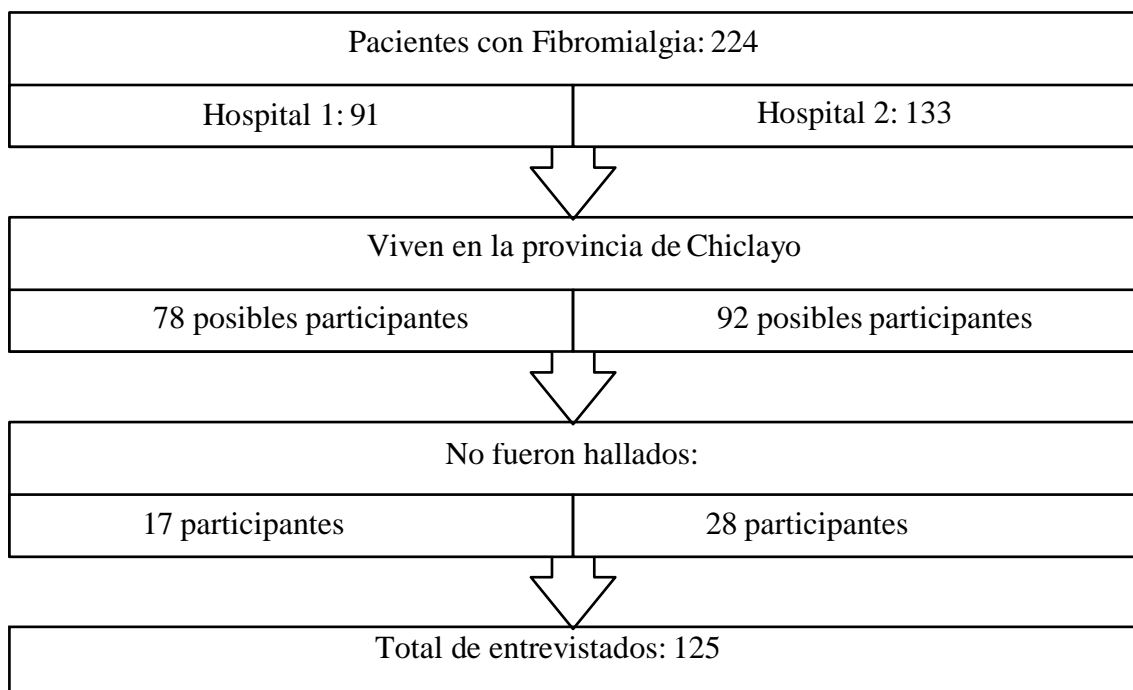 Pacientes con Fibromialgia: 224
Hospital 1: 91
Hospital 2: 133
Viven en la provincia de Chiclayo
78 posibles participantes
92 posibles participantes
No fueron hallados:
17 participantes
28 participantes
Total de entrevistados: 125